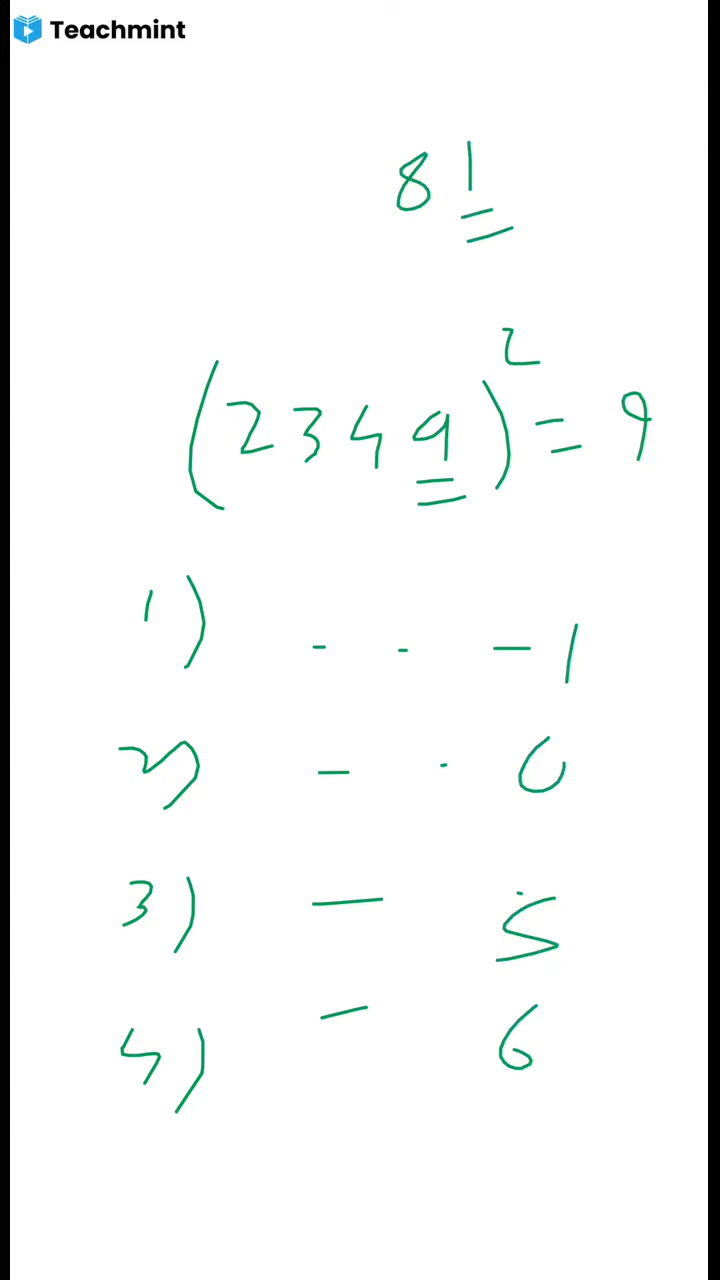 Teachmint
81
(2349)² = 9
1) . . - 1
2) - . 0
3) - 5
4) - 6